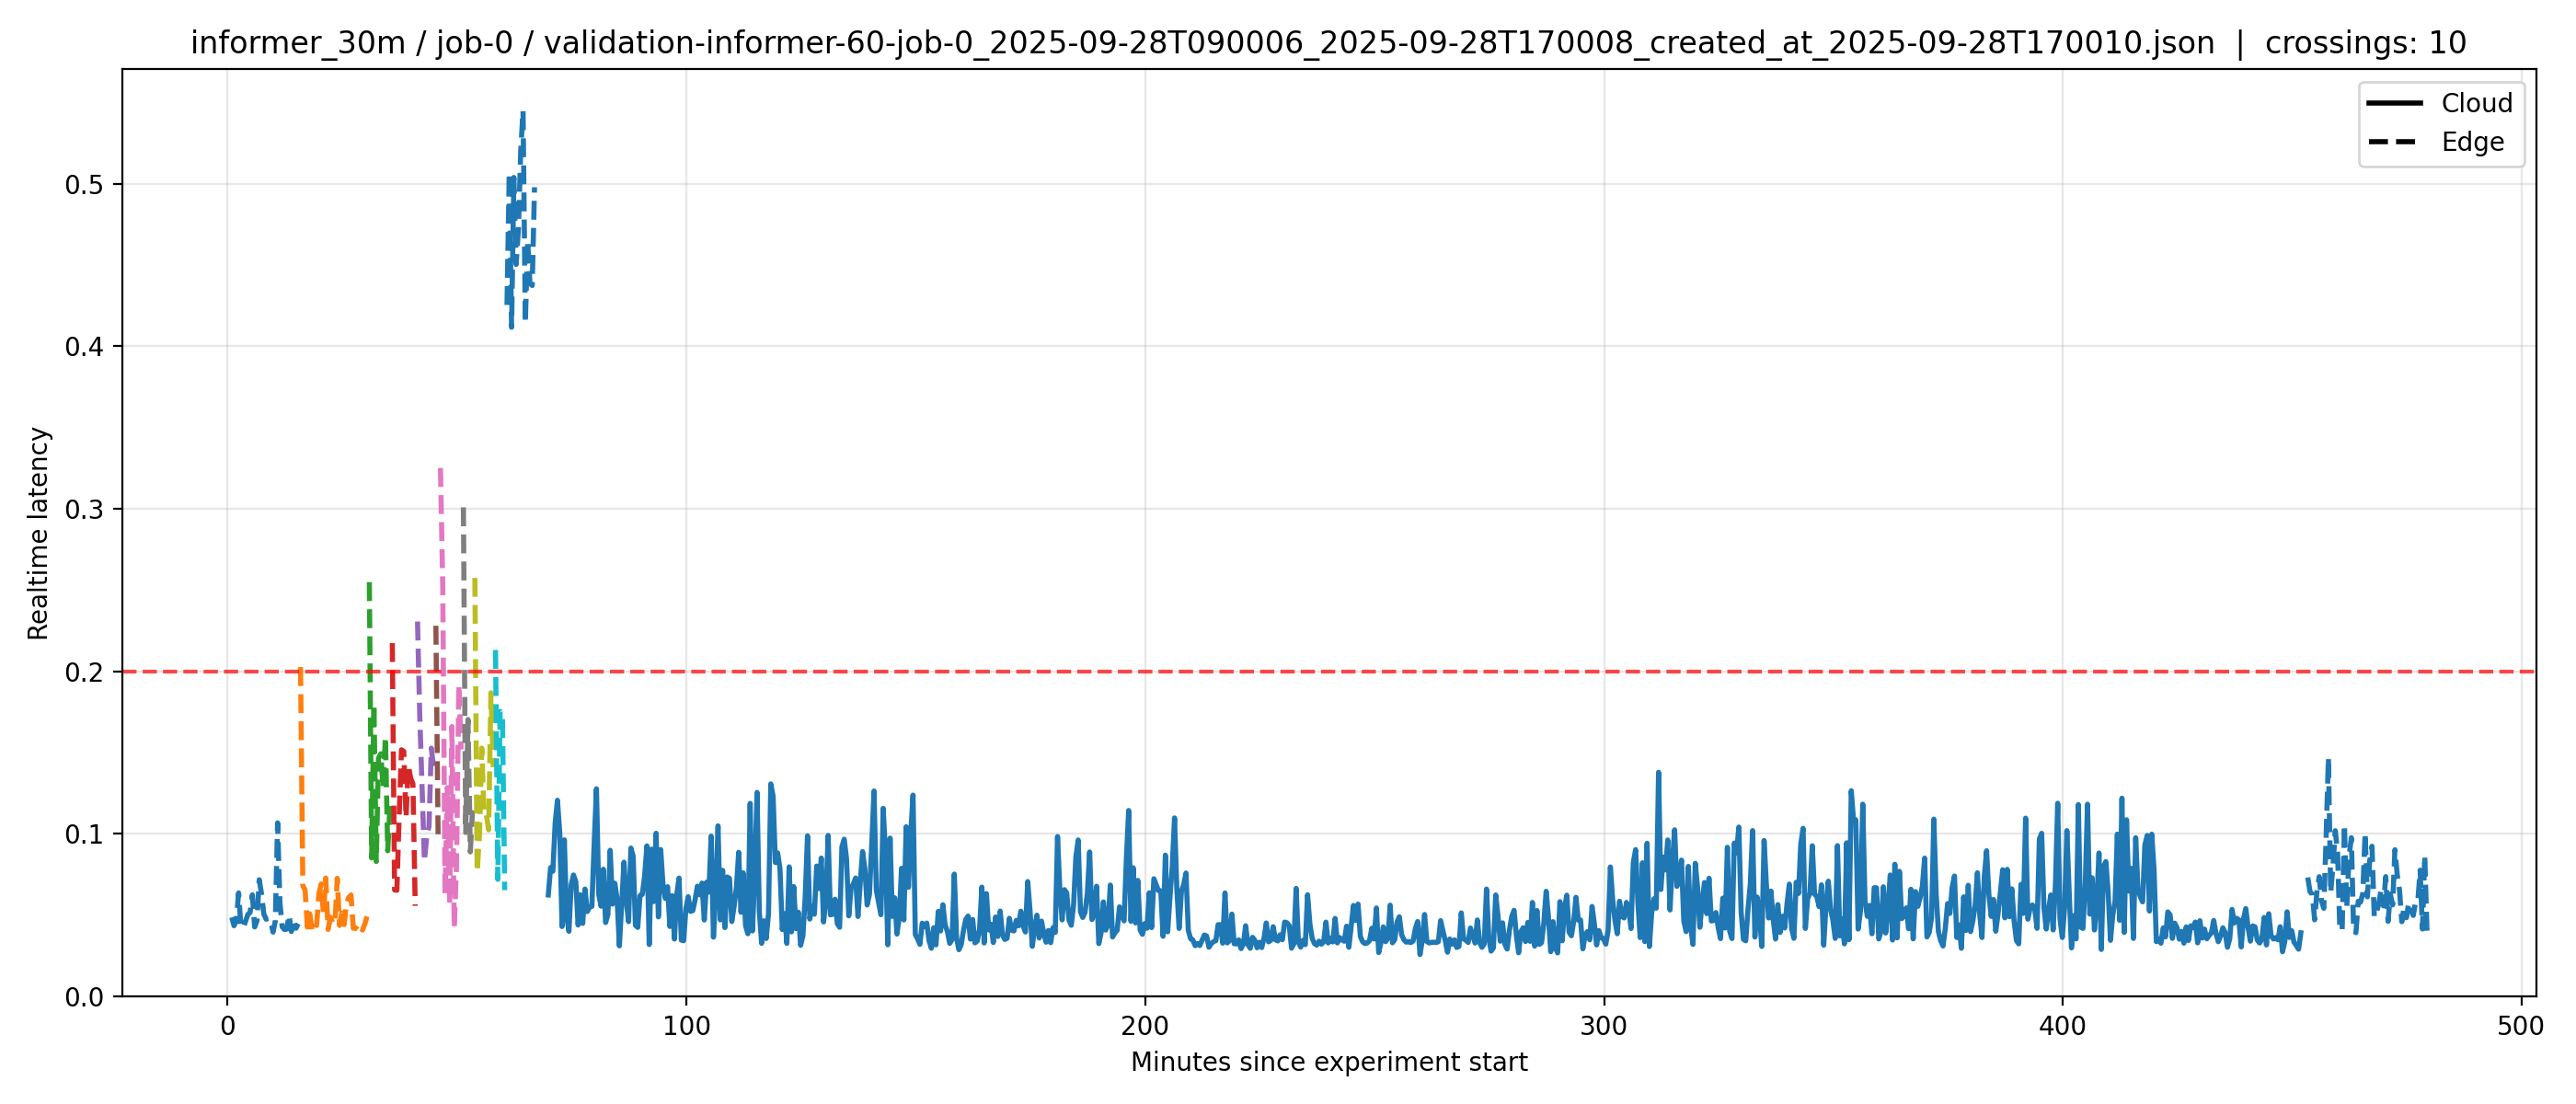 informer_30m / job-0 / validation-informer-60-job-0_2025-09-28T090006_2025-09-28T170008_created_at_2025-09-28T170010.json | crossings: 10
Cloud
Edge
Realtime latency
0.5
0.4
0.3
0.2
0.1
0.0
0 100 200 300 400 500
Minutes since experiment start